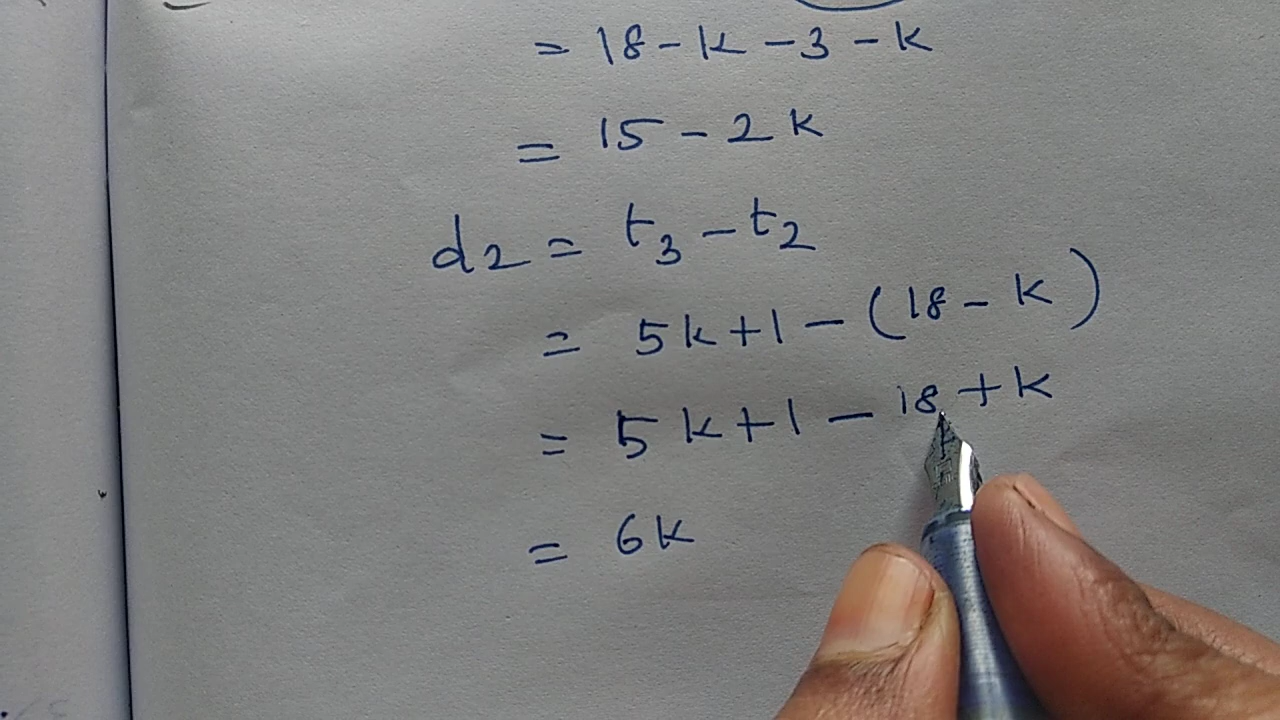 = 18 - k - 3 - k
= 15 - 2k
d2 = t3 - t2
= 5k+1 - (18 - k)
= 5k+1 - 18 + k
= 6k